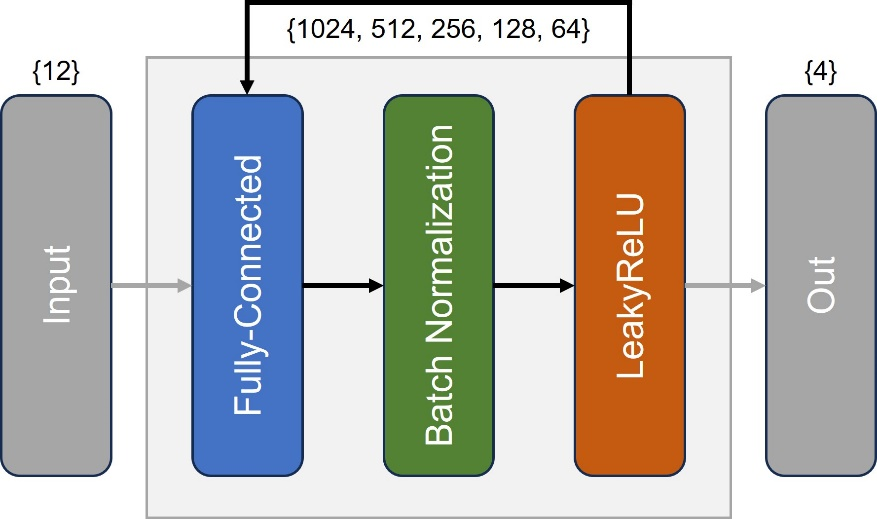 {1024, 512, 256, 128, 64}
{12}
{4}
Input
Fully-Connected
Batch Normalization
LeakyReLU
Out